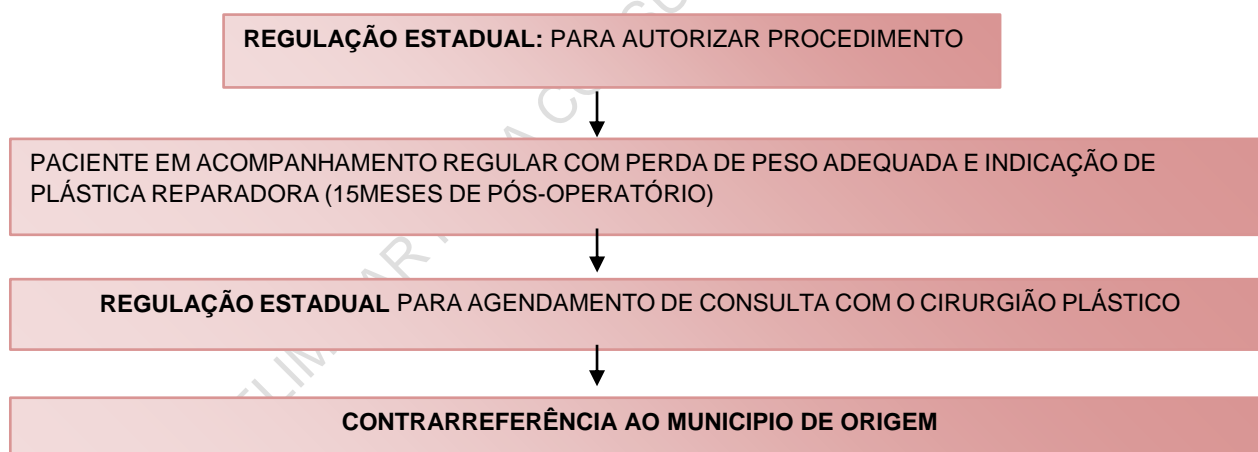 REGULAÇÃO ESTADUAL: PARA AUTORIZAR PROCEDIMENTO
PACIENTE EM ACOMPANHAMENTO REGULAR COM PERDA DE PESO ADEQUADA E INDICAÇÃO DE
PLÁSTICA REPARADORA (15MESES DE PÓS-OPERATÓRIO)
REGULAÇÃO ESTADUAL PARA AGENDAMENTO DE CONSULTA COM O CIRURGIÃO PLÁSTICO
CONTRARREFERÊNCIA AO MUNICIPIO DE ORIGEM